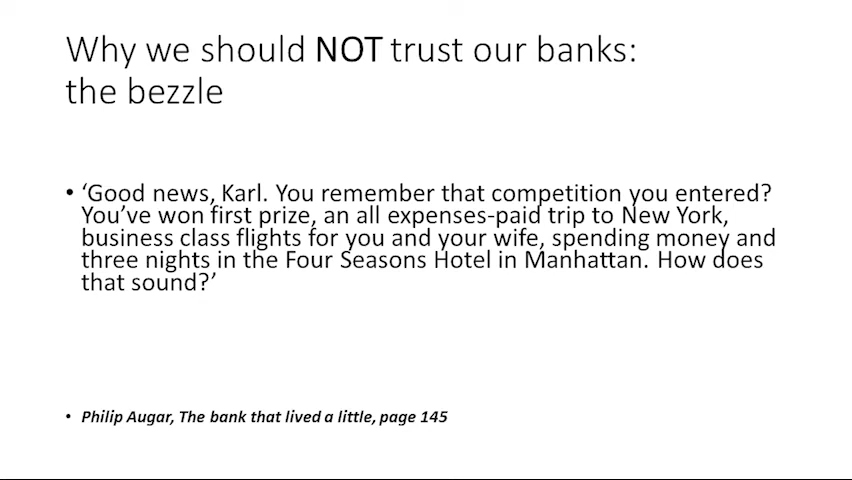 Why we should NOT trust our banks:
the bezzle
• ‘Good news, Karl. You remember that competition you entered?
You’ve won first prize, an all expenses-paid trip to New York,
business class flights for you and your wife, spending money and
three nights in the Four Seasons Hotel in Manhattan. How does
that sound?’
• Philip Augar, The bank that lived a little, page 145